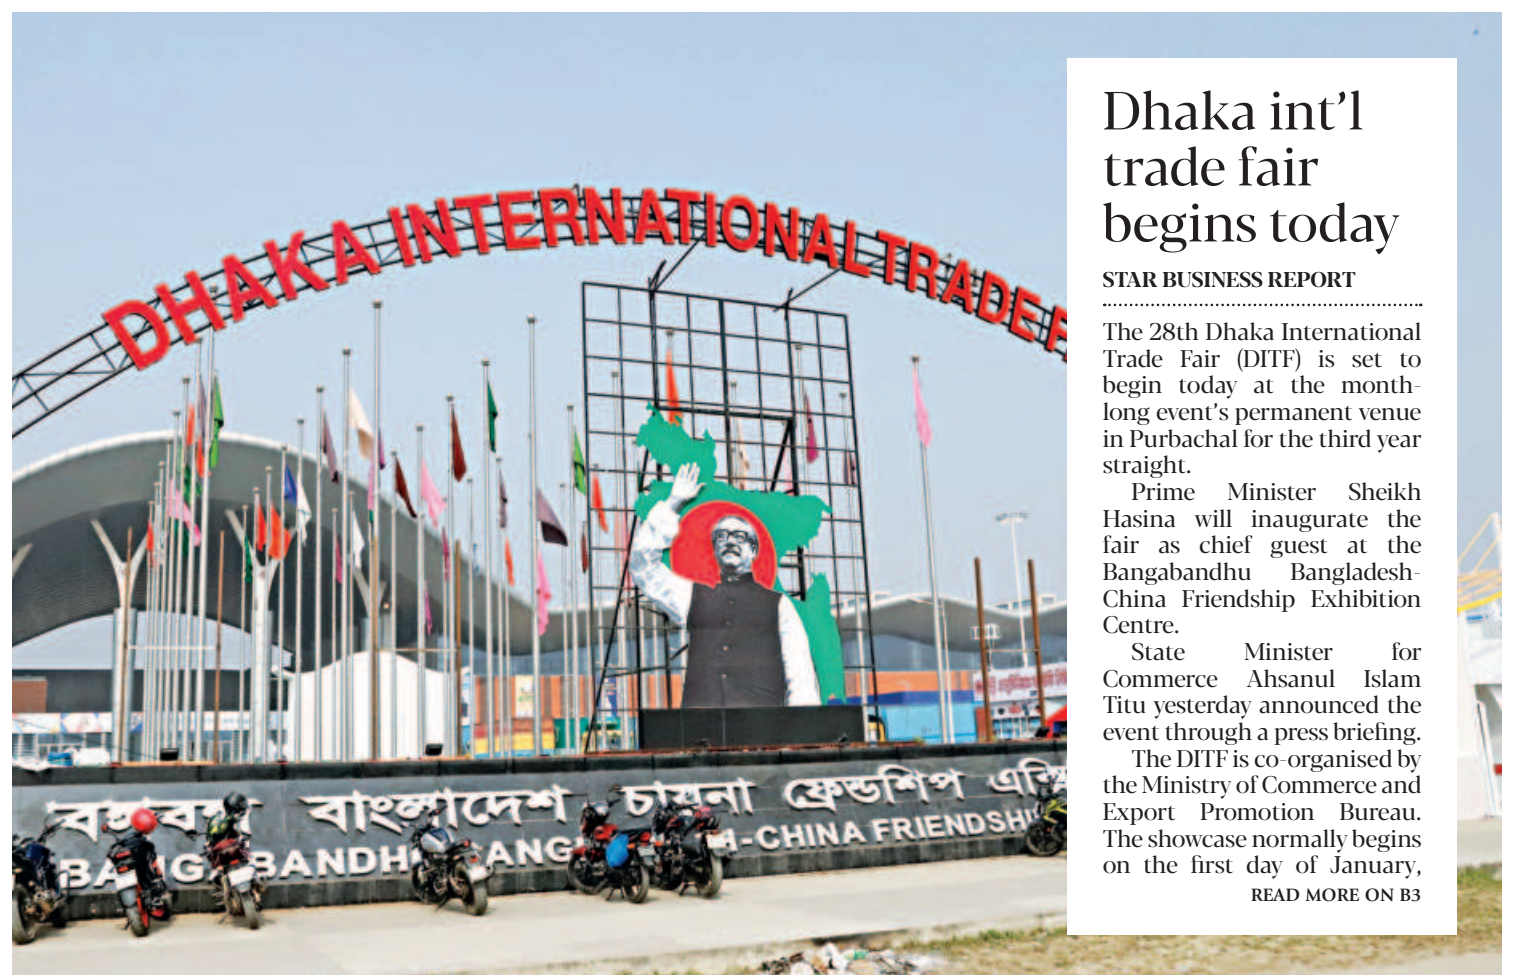 DHAKA INTERNATIONAL TRADE F
বঙ্গবন্ধু বাংলাদেশ চায়না ফ্রেন্ডশিপ
BANGABANDHU BANG H-CHINA FRIENDSHIP
Dhaka int’l
trade fair
begins today
STAR BUSINESS REPORT
The 28th Dhaka International
Trade Fair (DITF) is set to
begin today at the month-
long event’s permanent venue
in Purbachal for the third year
straight.
Prime Minister Sheikh
Hasina will inaugurate the
fair as chief guest at the
Bangabandhu Bangladesh-
China Friendship Exhibition
Centre.
State Minister for
Commerce Ahsanul Islam
Titu yesterday announced the
event through a press briefing.
The DITF is co-organised by
the Ministry of Commerce and
Export Promotion Bureau.
The showcase normally begins
on the first day of January,
READ MORE ON B3